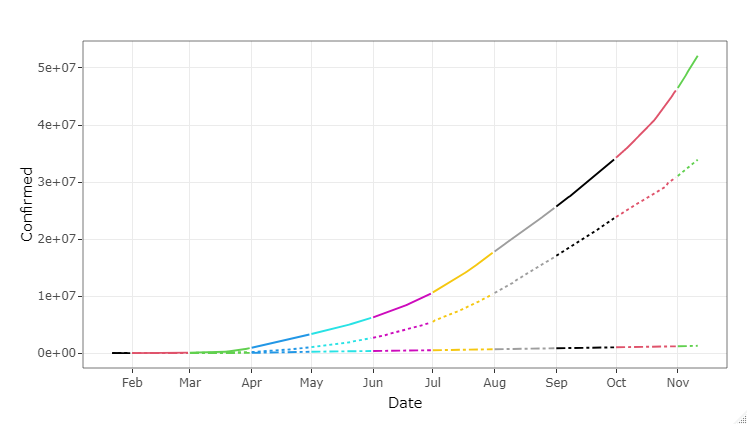 5e+07
4e+07
3e+07
2e+07
1e+07
0e+00
Confirmed
Feb Mar Apr May Jun Jul Aug Sep Oct Nov
Date